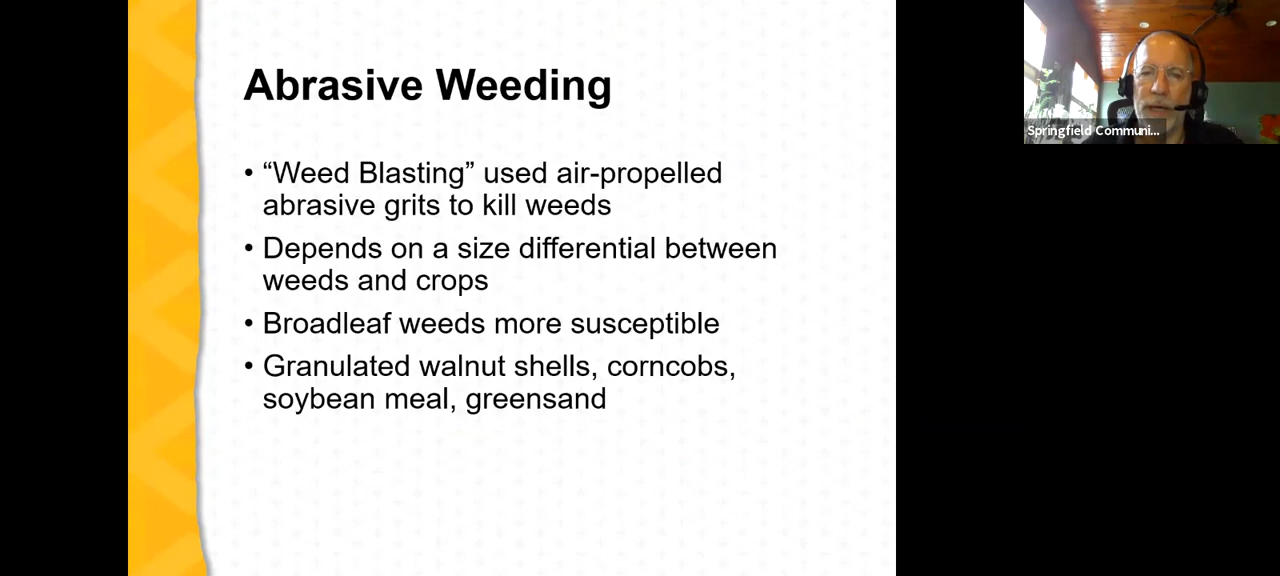 Abrasive Weeding
• “Weed Blasting” used air-propelled
abrasive grits to kill weeds
• Depends on a size differential between
weeds and crops
• Broadleaf weeds more susceptible
• Granulated walnut shells, corncobs,
soybean meal, greensand
Springfield Communi...